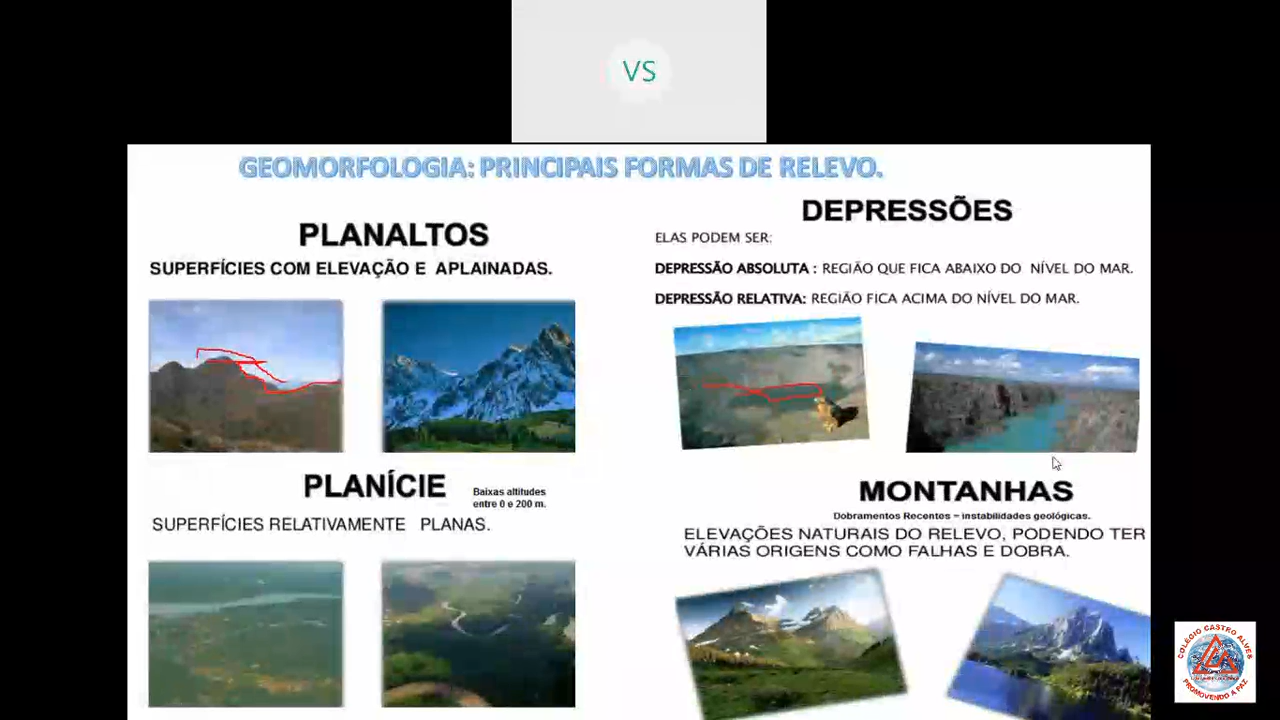 VS
GEOMORFOLOGIA: PRINCIPAIS FORMAS DE RELEVO.
PLANALTOS
SUPERFÍCIES COM ELEVAÇÃO E APLAINADAS.
DEPRESSÕES
ELAS PODEM SER:
DEPRESSÃO ABSOLUTA : REGIÃO QUE FICA ABAIXO DO NÍVEL DO MAR.
DEPRESSÃO RELATIVA: REGIÃO FICA ACIMA DO NÍVEL DO MAR.
PLANÍCIE
Baixas altitudes
entre 0 e 200 m.
SUPERFÍCIES RELATIVAMENTE PLANAS.
MONTANHAS
Dobramentos Recentes – instabilidades geológicas.
ELEVAÇÕES NATURAIS DO RELEVO, PODENDO TER
VÁRIAS ORIGENS COMO FALHAS E DOBRA.
COLÉGIO CASTRO ALVES
PROMOVENDO A PAZ